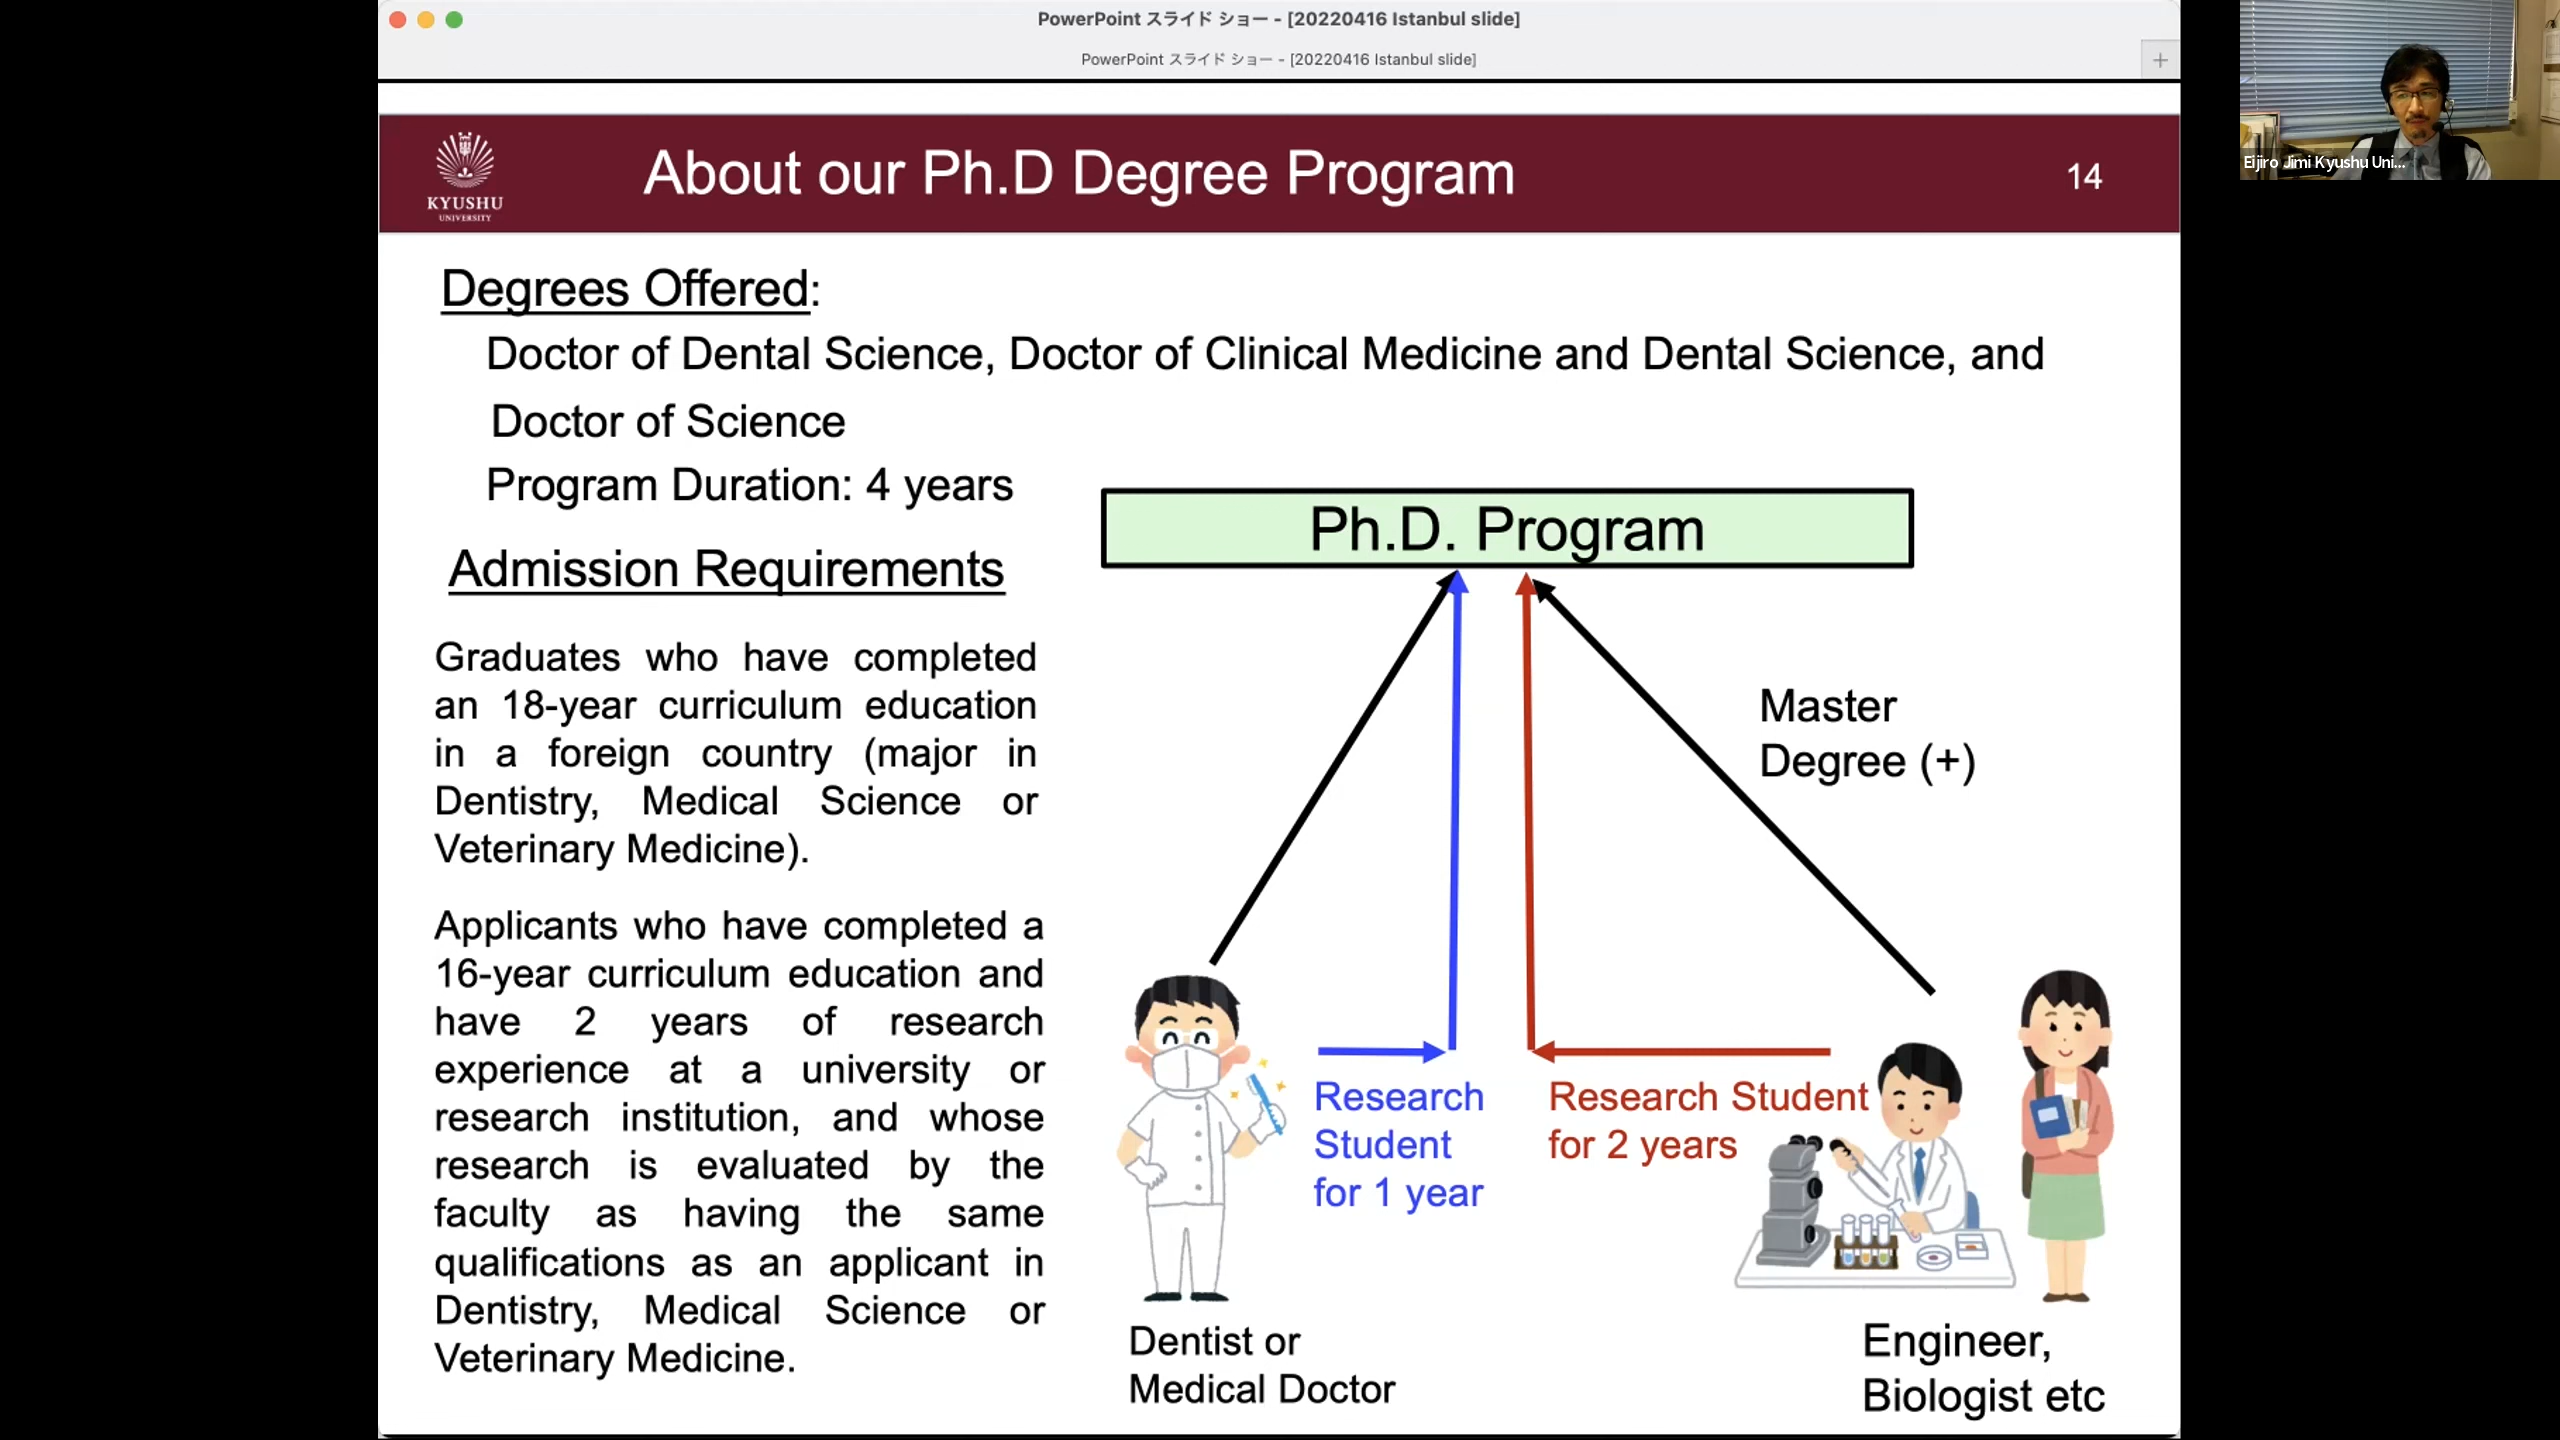 PowerPoint スライド ショー - [20220416 Istanbul slide]
PowerPoint スライド ショー - [20220416 Istanbul slide]
Eijiro Jimi Kyushu Uni...
KYUSHU
UNIVERSITY
About our Ph.D Degree Program
14
Degrees Offered:
Doctor of Dental Science, Doctor of Clinical Medicine and Dental Science, and
Doctor of Science
Program Duration: 4 years
Admission Requirements
Graduates who have completed
an 18-year curriculum education
in a foreign country (major in
Dentistry, Medical Science or
Veterinary Medicine).
Applicants who have completed a
16-year curriculum education and
have 2 years of research
experience at a university or
research institution, and whose
research is evaluated by the
faculty as having the same
qualifications as an applicant in
Dentistry, Medical Science or
Veterinary Medicine.
Ph.D. Program
Master
Degree (+)
Research
Student
for 1 year
Research Student
for 2 years
Dentist or
Medical Doctor
Engineer,
Biologist etc